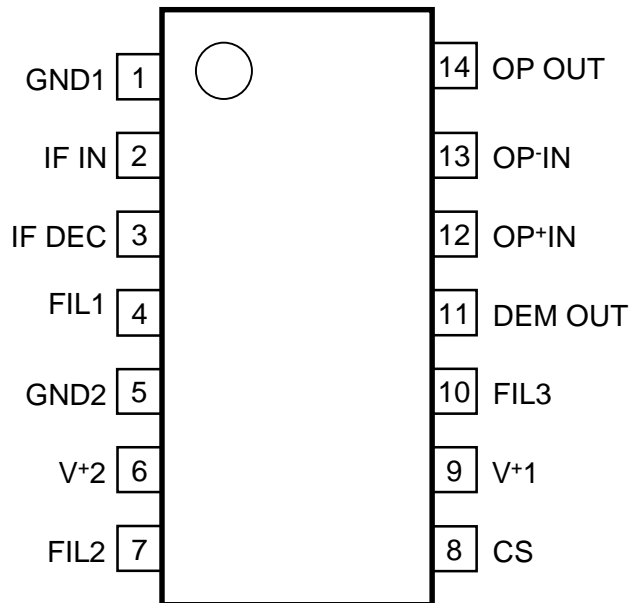 GND1 1
IF IN 2
IF DEC 3
FIL1 4
GND2 5
V+2 6
FIL2 7
14 OP OUT
13 OP-IN
12 OP+IN
11 DEM OUT
10 FIL3
9 V+1
8 CS